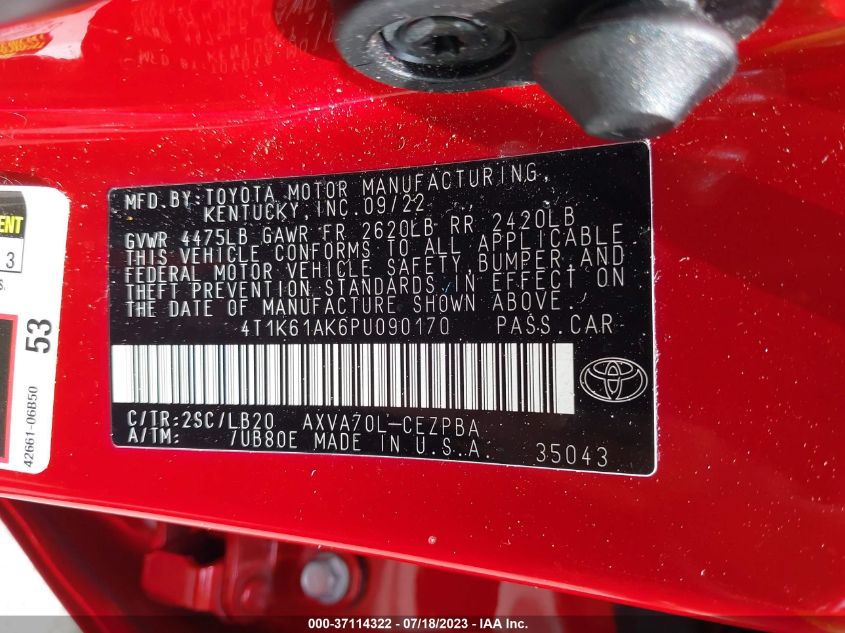 MFD.BY:TOYOTA MOTOR MANUFACTURING,
KENTUCKY, INC.09/22
GVWR 4475LB GAWR FR 2620LB RR 2420LB
THIS VEHICLE CONFORMS TO ALL APPLICABLE
FEDERAL MOTOR VEHICLE SAFETY,BUMPER,AND
THEFT PREVENTION STANDARDS IN EFFECT ON
THE DATE OF MANUFACTURE SHOWN ABOVE.
4T1K61AK6PU090170 PASS.CAR
C/TR:2SC/LB20 AXVA70L-CEZPBA
A/TM: /UB80E MADE IN U.S.A. 35043
ENT
3
S.
53
42661-06B50
000-37114322 - 07/18/2023 - IAA Inc.